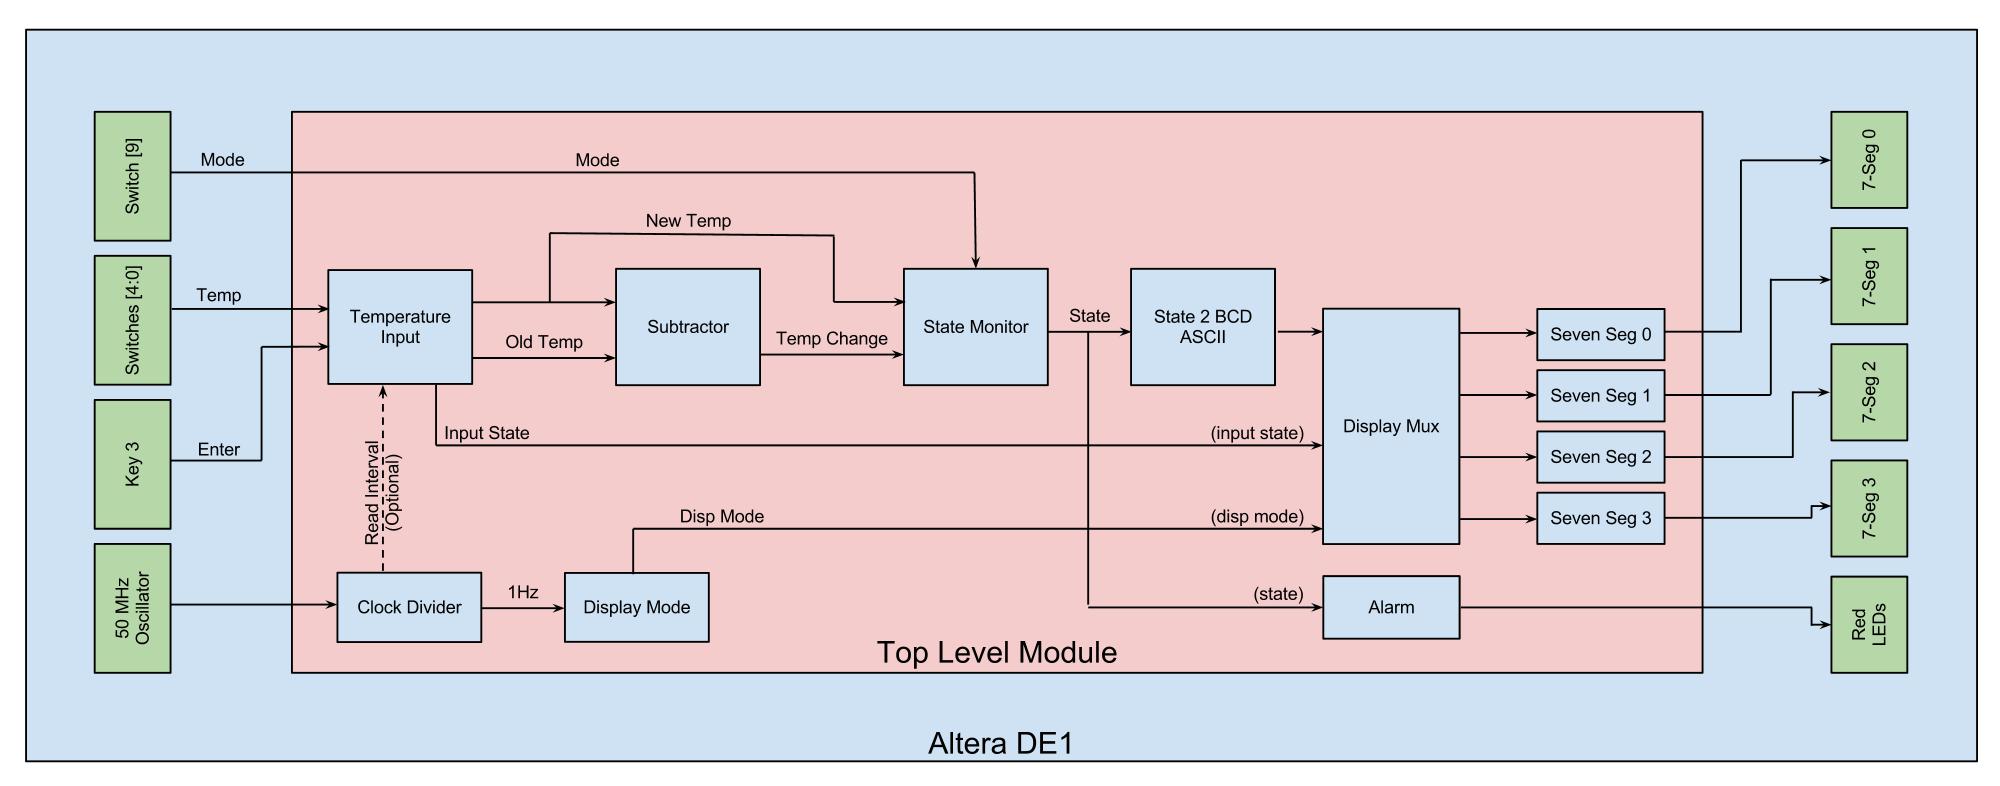 Switch [9]
Mode
Mode
7-Seg 0
New Temp
Switches [4:0]
Temp
Temperature
Input
Old Temp
Subtractor
Temp Change
State Monitor
State
State 2 BCD
ASCII
Display Mux
Seven Seg 0
Seven Seg 1
Seven Seg 2
Seven Seg 3
7-Seg 1
7-Seg 2
7-Seg 3
Key 3
Enter
Input State
(input state)
Read Interval
(Optional)
Disp Mode
(disp mode)
50 MHz
Oscillator
Clock Divider
1Hz
Display Mode
(state)
Alarm
Red
LEDs
Top Level Module
Altera DE1